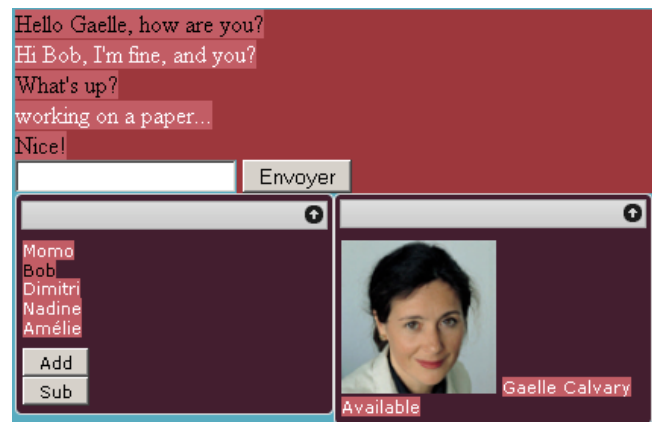 Hello Gaelle, how are you?
Hi Bob, I'm fine, and you?
What's up?
working on a paper...
Nice!
Envoyer
Momo
Bob
Dimitri
Nadine
Amélie
Add
Sub
Gaelle Calvary
Available